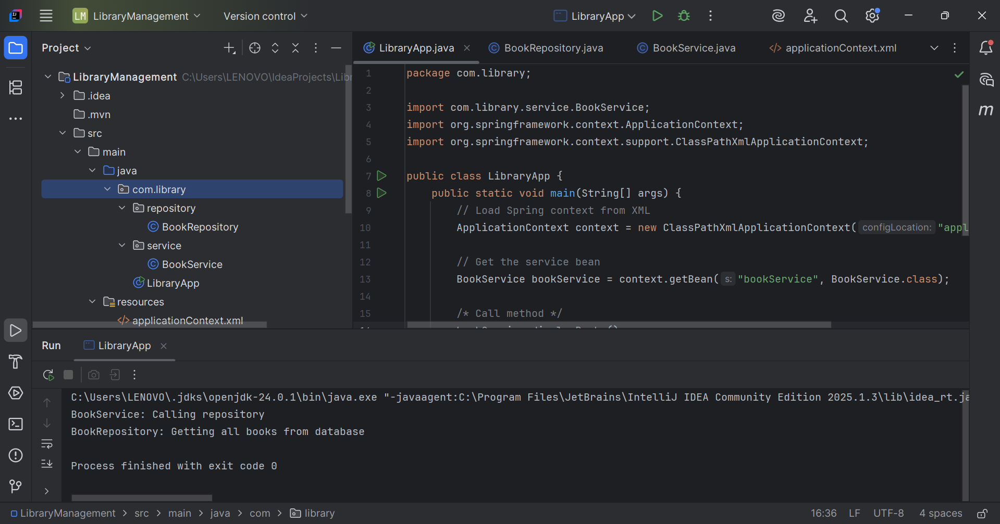 LM LibraryManagement Version control LibraryApp
Project
LibraryManagement C:\Users\LENOVO\IdeaProjects\Libr
.idea
.mvn
src
main
java
com.library
repository
BookRepository
service
BookService
LibraryApp
resources
applicationContext.xml
LibraryApp.java BookRepository.java BookService.java applicationContext.xml
1 package com.library;
2
3 import com.library.service.BookService;
4 import org.springframework.context.ApplicationContext;
5 import org.springframework.context.support.ClassPathXmlApplicationContext;
6
7 public class LibraryApp {
8 public static void main(String[] args) {
9 // Load Spring context from XML
10 ApplicationContext context = new ClassPathXmlApplicationContext( configLocation: "appl
11
12 // Get the service bean
13 BookService bookService = context.getBean( s: "bookService", BookService.class);
14
15 /* Call method */
m
Run LibraryApp
C:\Users\LENOVO\.jdks\openjdk-24.0.1\bin\java.exe "-javaagent:C:\Program Files\JetBrains\IntelliJ IDEA Community Edition 2025.1.3\lib\idea_rt.ja
BookService: Calling repository
BookRepository: Getting all books from database
Process finished with exit code 0
LibraryManagement > src > main > java > com > library 16:36 LF UTF-8 4 spaces